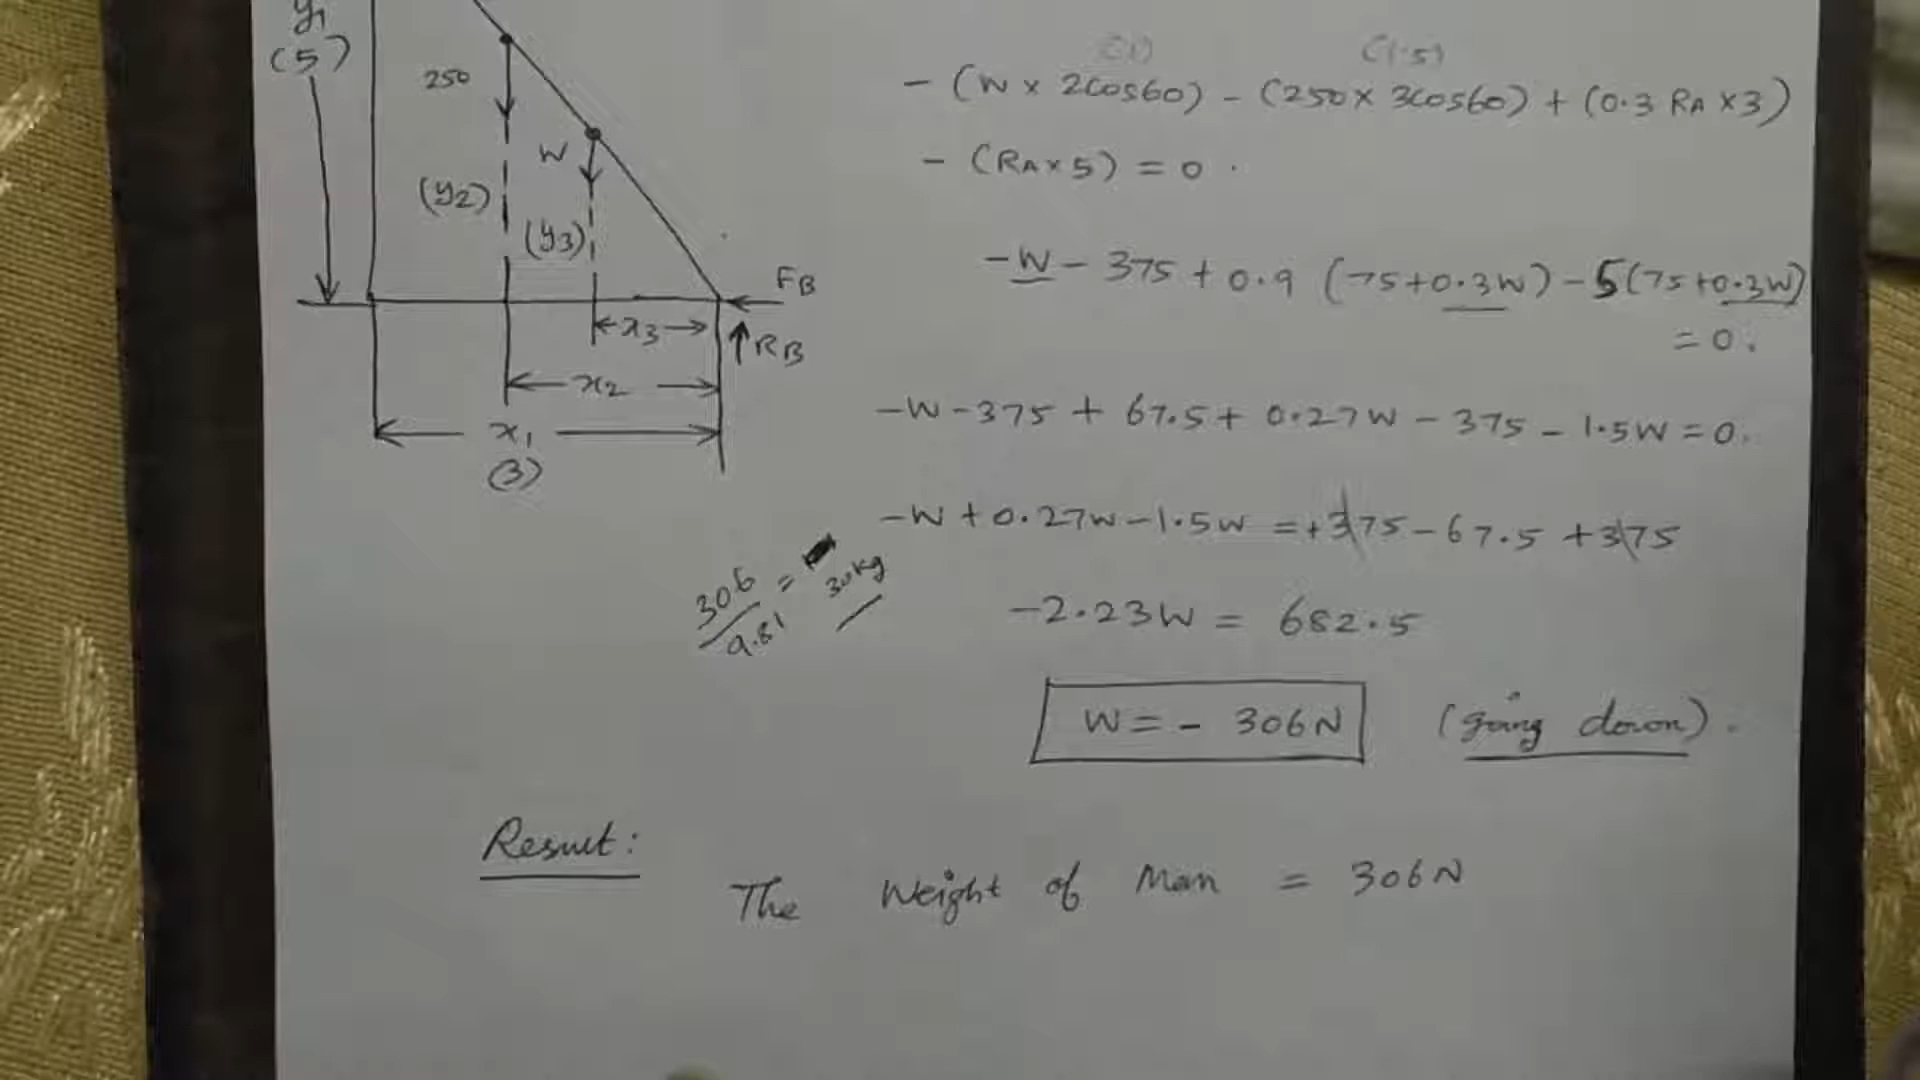 y1
(5)
250
W
(y2)
(y3)
FB
x3
RB
x2
x1
(3)
(1) (1.5)
- (W x 2cos60) - (250 x 3cos60) + (0.3 RA x 3)
- (RA x 5) = 0 .
-W - 375 + 0.9 (75+0.3W) - 5(75+0.3W)
= 0 .
-W - 375 + 67.5 + 0.27W - 375 - 1.5W = 0.
-W + 0.27W - 1.5W = +375 - 67.5 + 375
306/9.81 = 30kg
-2.23W = 682.5
W = - 306N (going down).
Result:
The Weight of Man = 306N